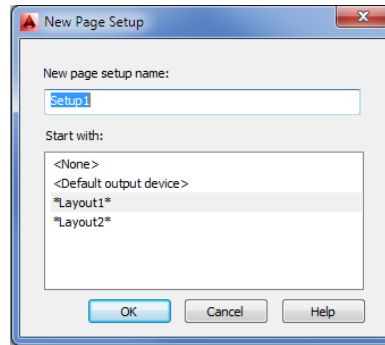 New Page Setup
New page setup name:
Setup1
Start with:
<None>
<Default output device>
*Layout1*
*Layout2*
OK Cancel Help